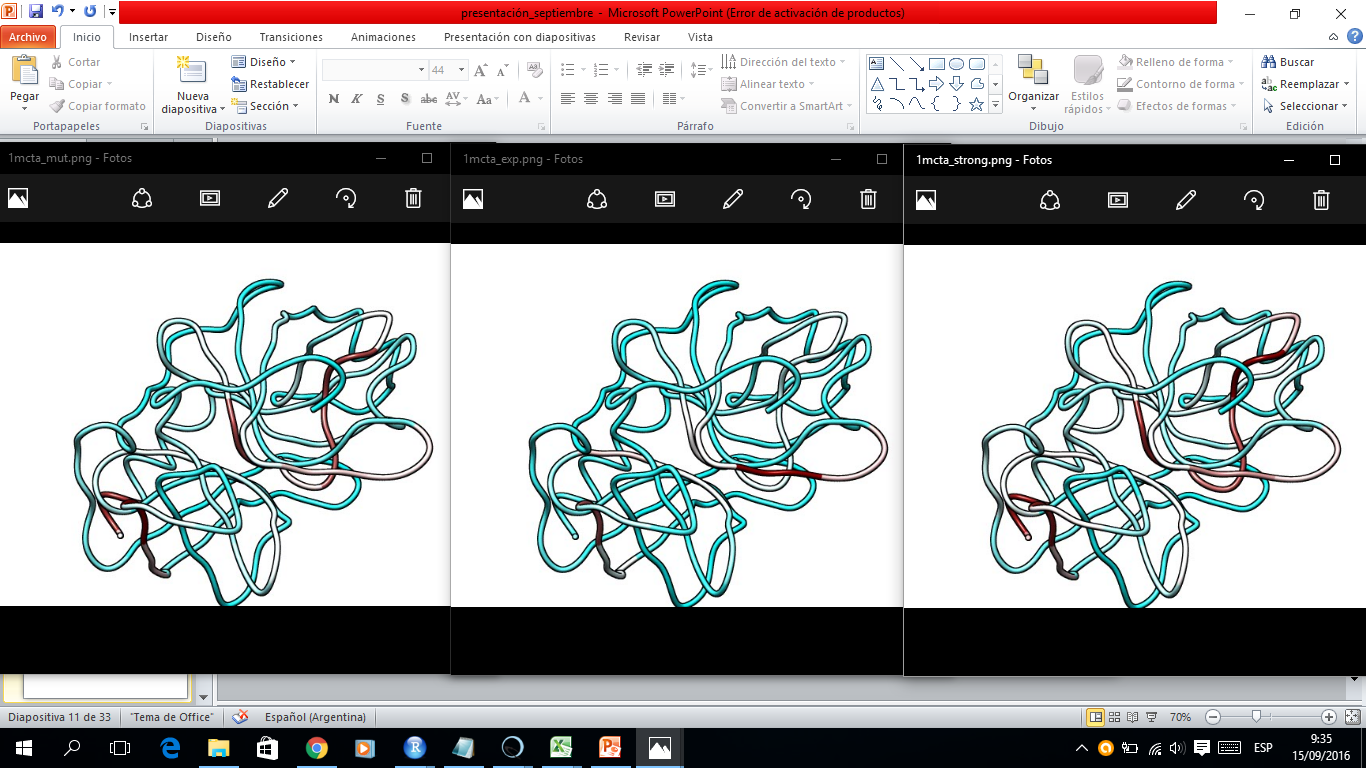 presentación_septiembre - Microsoft PowerPoint (Error de activación de productos)
Archivo Inicio Insertar Diseño Transiciones Animaciones Presentación con diapositivas Revisar Vista
Pegar
Cortar
Copiar
Copiar formato
Portapapeles
Nueva diapositiva
Diseño
Restablecer
Sección
Diapositivas
44
N K S S abc AV Aa A
Fuente
Dirección del texto
Alinear texto
Convertir a SmartArt
Párrafo
Organizar
Estilos rápidos
Relleno de forma
Contorno de forma
Efectos de formas
Dibujo
Buscar
Reemplazar
Seleccionar
Edición
1mcta_mut.png - Fotos
1mcta_exp.png - Fotos
1mcta_strong.png - Fotos
Diapositiva 11 de 33 "Tema de Office" Español (Argentina) 70%
ESP
9:35
15/09/2016